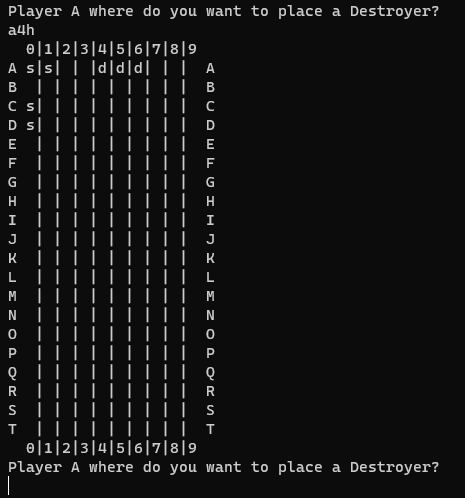 Player A where do you want to place a Destroyer?
a4h
  0|1|2|3|4|5|6|7|8|9
A s|s| | |d|d|d| | |  A
B  | | | | | | | | |  B
C s| | | | | | | | |  C
D s| | | | | | | | |  D
E  | | | | | | | | |  E
F  | | | | | | | | |  F
G  | | | | | | | | |  G
H  | | | | | | | | |  H
I  | | | | | | | | |  I
J  | | | | | | | | |  J
K  | | | | | | | | |  K
L  | | | | | | | | |  L
M  | | | | | | | | |  M
N  | | | | | | | | |  N
O  | | | | | | | | |  O
P  | | | | | | | | |  P
Q  | | | | | | | | |  Q
R  | | | | | | | | |  R
S  | | | | | | | | |  S
T  | | | | | | | | |  T
  0|1|2|3|4|5|6|7|8|9
Player A where do you want to place a Destroyer?